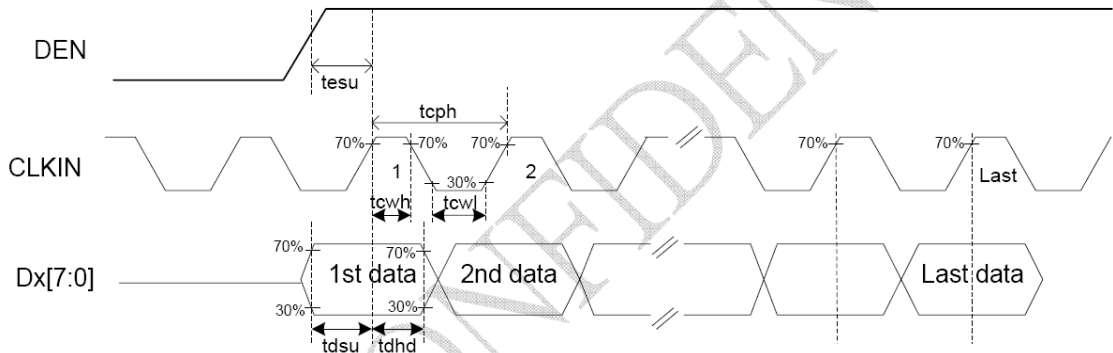 DEN
tesu
tcph
CLKIN
70% 70% 70% 70% 70%
1 2 Last
30%
tcwh tcwl
Dx[7:0]
70% 70%
1st data 2nd data Last data
30% 30%
tdsu tdhd
CONFIDEN